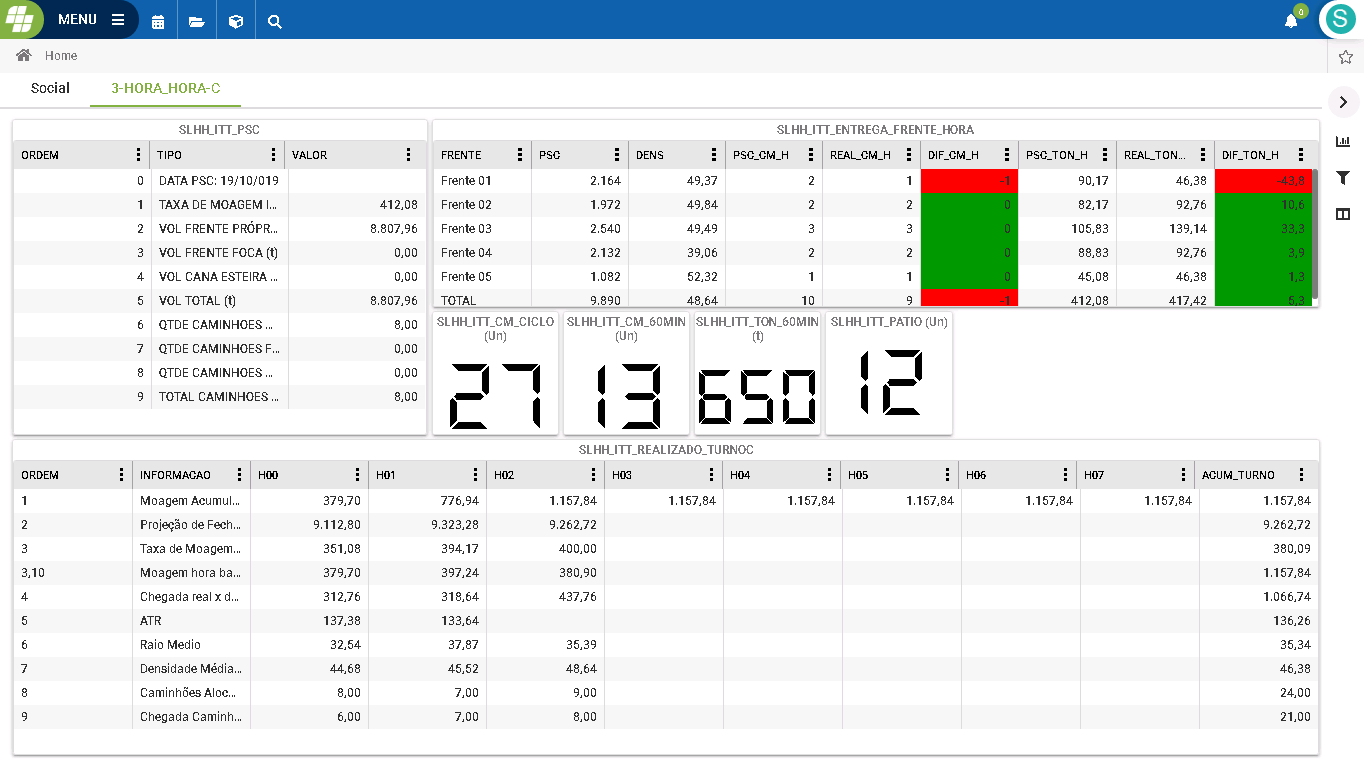 MENU
0
S
Home
Social 3-HORA_HORA-C
SLHH_ITT_PSC
ORDEM TIPO VALOR
0 DATA PSC: 19/10/019
1 TAXA DE MOAGEM I... 412,08
2 VOL FRENTE PRÓPR... 8.807,96
3 VOL FRENTE FOCA (t) 0,00
4 VOL CANA ESTEIRA ... 0,00
5 VOL TOTAL (t) 8.807,96
6 QTDE CAMINHOES ... 8,00
7 QTDE CAMINHOES F... 0,00
8 QTDE CAMINHOES ... 0,00
9 TOTAL CAMINHOES ... 8,00
SLHH_ITT_ENTREGA_FRENTE_HORA
FRENTE PSC DENS PSC_CM_H REAL_CM_H DIF_CM_H PSC_TON_H REAL_TON... DIF_TON_H
Frente 01 2.164 49,37 2 1 -1 90,17 46,38 -43,8
Frente 02 1.972 49,84 2 2 0 82,17 92,76 10,6
Frente 03 2.540 49,49 3 3 0 105,83 139,14 33,3
Frente 04 2.132 39,06 2 2 0 88,83 92,76 3,9
Frente 05 1.082 52,32 1 1 0 45,08 46,38 1,3
TOTAL 9.890 48,64 10 9 -1 412,08 417,42 5,3
SLHH_ITT_CM_CICLO
(Un)
27
SLHH_ITT_CM_60MIN
(Un)
13
SLHH_ITT_TON_60MIN
(t)
650
SLHH_ITT_PATIO (Un)
12
SLHH_ITT_REALIZADO_TURNOC
ORDEM INFORMACAO H00 H01 H02 H03 H04 H05 H06 H07 ACUM_TURNO
1 Moagem Acumul... 379,70 776,94 1.157,84 1.157,84 1.157,84 1.157,84 1.157,84 1.157,84 1.157,84
2 Projeção de Fech... 9.112,80 9.323,28 9.262,72 9.262,72
3 Taxa de Moagem... 351,08 394,17 400,00 380,09
3,10 Moagem hora ba... 379,70 397,24 380,90 1.157,84
4 Chegada real x d... 312,76 318,64 437,76 1.066,74
5 ATR 137,38 133,64 136,26
6 Raio Medio 32,54 37,87 35,39 35,34
7 Densidade Média... 44,68 45,52 48,64 46,38
8 Caminhões Aloc... 8,00 7,00 9,00 24,00
9 Chegada Caminh... 6,00 7,00 8,00 21,00